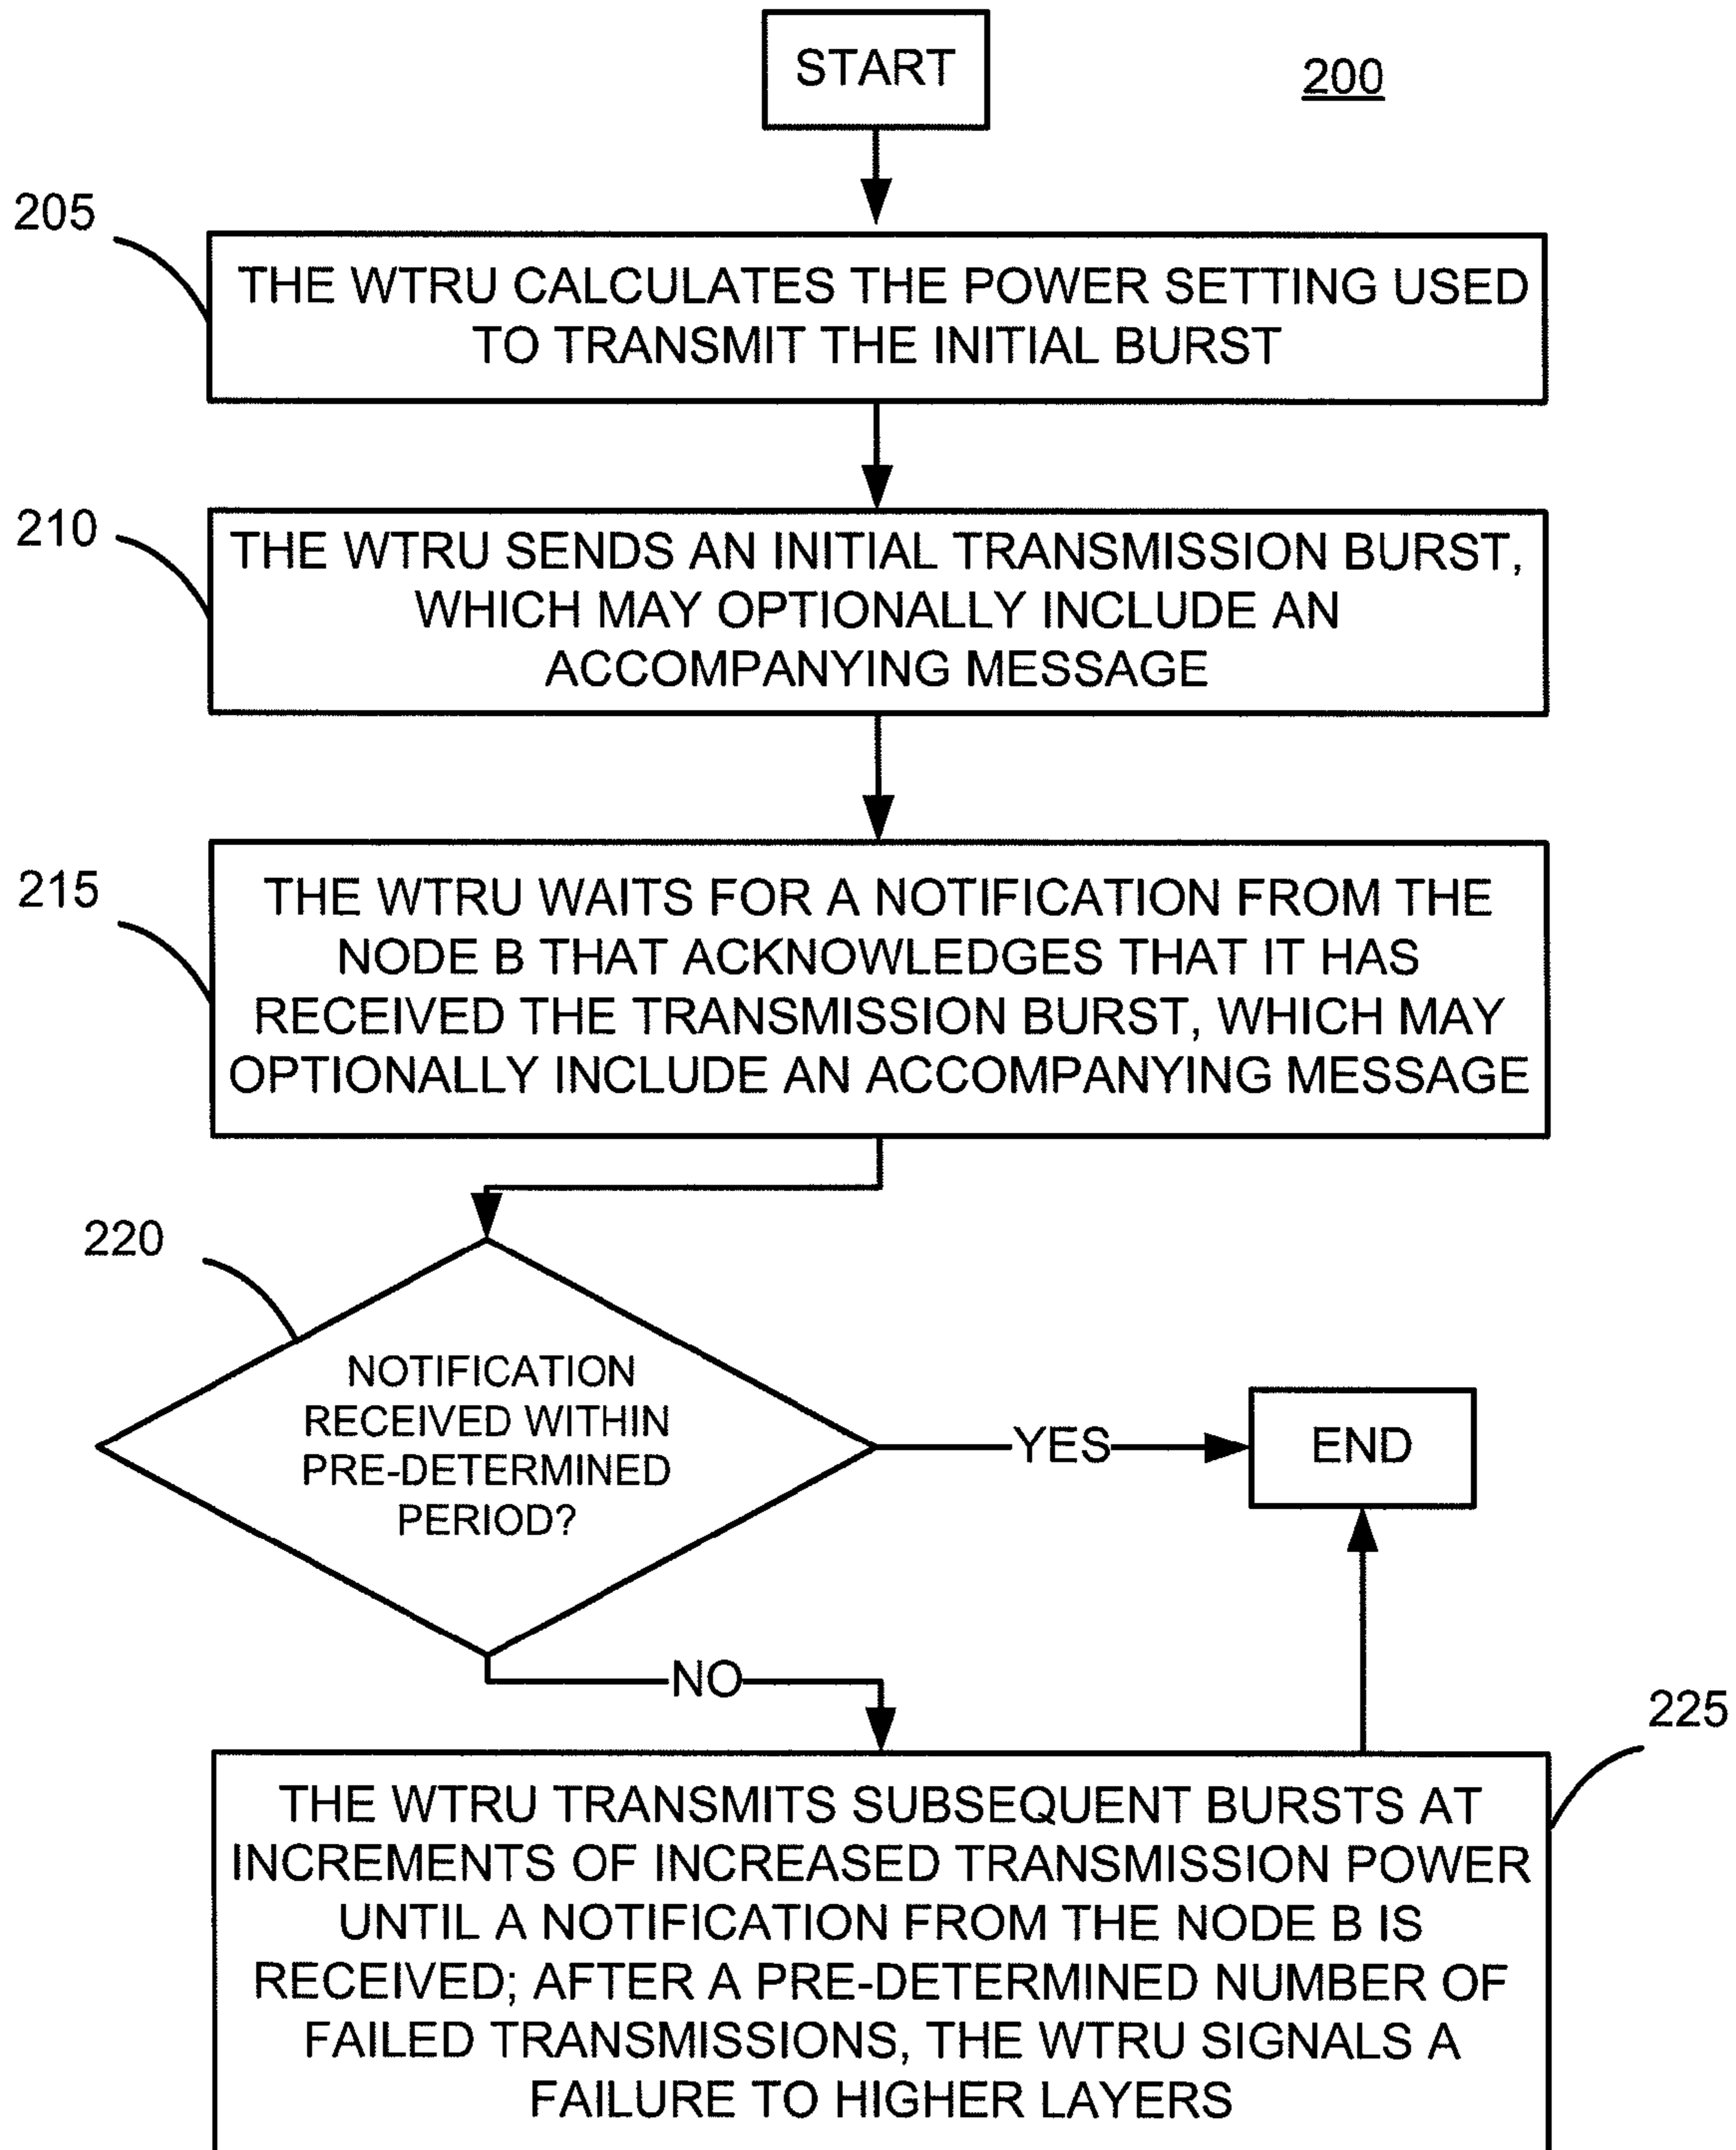 START
200
205
THE WTRU CALCULATES THE POWER SETTING USED
TO TRANSMIT THE INITIAL BURST
210
THE WTRU SENDS AN INITIAL TRANSMISSION BURST,
WHICH MAY OPTIONALLY INCLUDE AN
ACCOMPANYING MESSAGE
215
THE WTRU WAITS FOR A NOTIFICATION FROM THE
NODE B THAT ACKNOWLEDGES THAT IT HAS
RECEIVED THE TRANSMISSION BURST, WHICH MAY
OPTIONALLY INCLUDE AN ACCOMPANYING MESSAGE
220
NOTIFICATION
RECEIVED WITHIN
PRE-DETERMINED
PERIOD?
YES
END
NO
225
THE WTRU TRANSMITS SUBSEQUENT BURSTS AT
INCREMENTS OF INCREASED TRANSMISSION POWER
UNTIL A NOTIFICATION FROM THE NODE B IS
RECEIVED; AFTER A PRE-DETERMINED NUMBER OF
FAILED TRANSMISSIONS, THE WTRU SIGNALS A
FAILURE TO HIGHER LAYERS